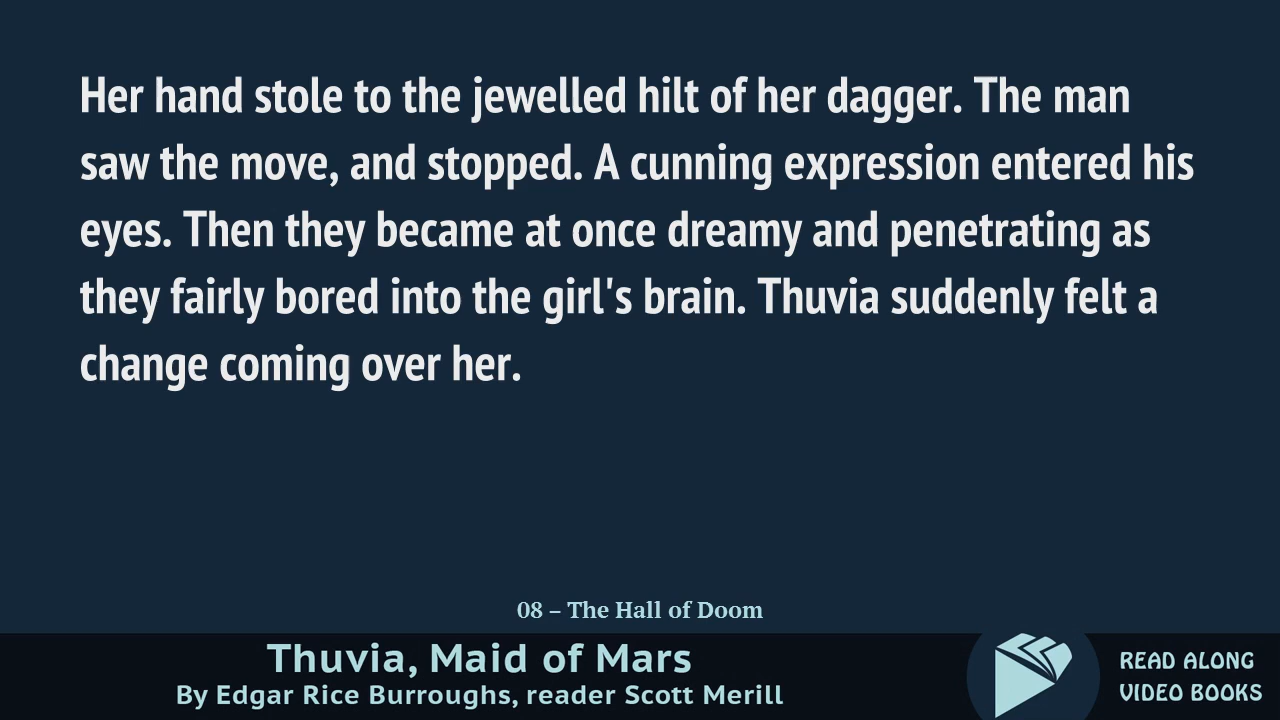 Her hand stole to the jewelled hilt of her dagger. The man
saw the move, and stopped. A cunning expression entered his
eyes. Then they became at once dreamy and penetrating as
they fairly bored into the girl's brain. Thuvia suddenly felt a
change coming over her.
08 – The Hall of Doom
Thuvia, Maid of Mars
By Edgar Rice Burroughs, reader Scott Merill
READ ALONG
VIDEO BOOKS